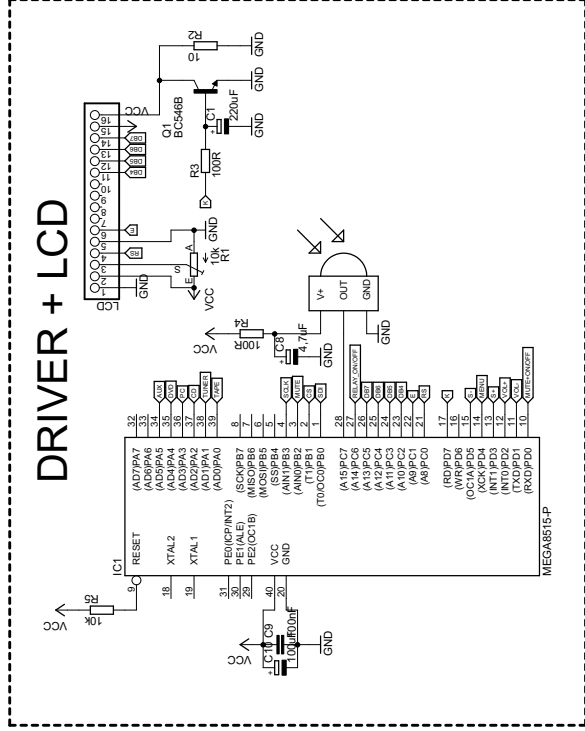 DRIVER + LCD
LCD
1
2
3
4
5
6
7
8
9
10
11
12
13
14
15
16
GND
RS
E
DB4
DB5
DB6
DB7
VCC
VCC
E
S
A
10k
R1
GND
R2
10
GND
Q1
BC546B
GND
R3
100R
K
C1
+
220uF
GND
VCC
R4
100R
C8
+
4,7uF
GND
V+
OUT
GND
GND
VCC
R5
10k
IC1
9 RESET
18 XTAL2
19 XTAL1
31 PE0(ICP/INT2)
30 PE1(ALE)
29 PE2(OC1B)
40 VCC
20 GND
VCC
C10
+
100uF
C9
100nF
GND
(AD7)PA7 32
(AD6)PA6 33
(AD5)PA5 34 AUX
(AD4)PA4 35 DVD
(AD3)PA3 36 PC
(AD2)PA2 37 CD
(AD1)PA1 38 TUNER
(AD0)PA0 39 TAPE
(SCK)PB7 8
(MISO)PB6 7
(MOSI)PB5 6
(SS)PB4 5
(AIN1)PB3 4 SCLK
(AIN0)PB2 3 MUTE
(T1)PB1 2 CS
(T0/OC0)PB0 1 SDI
(A15)PC7 28
(A14)PC6 27 RELAY_ON/OFF
(A13)PC5 26 DB7
(A12)PC4 25 DB6
(A11)PC3 24 DB5
(A10)PC2 23 DB4
(A9)PC1 22 E
(A8)PC0 21 RS
(RD)PD7 17 K
(WR)PD6 16
(OC1A)PD5 15 S-
(XCK)PD4 14 MENU
(INT1)PD3 13 S+
(INT0)PD2 12 VOL+
(TXD)PD1 11 VOL-
(RXD)PD0 10 MUTE+ON/OFF
MEGA8515-P